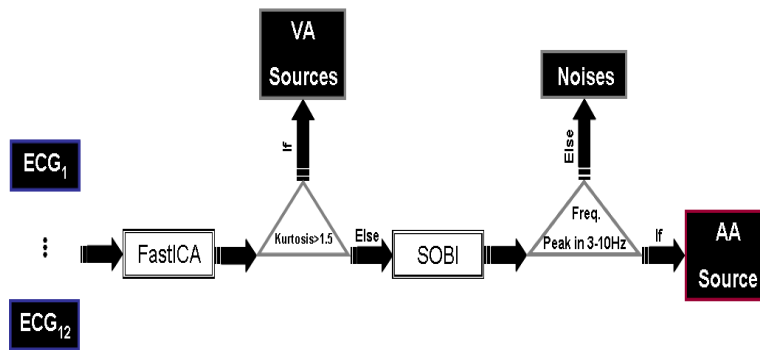 VA
Sources
Noises
If
Else
ECG1
FastICA
Kurtosis>1.5
Else
SOBI
Freq.
Peak in 3-10Hz
If
AA
Source
ECG12